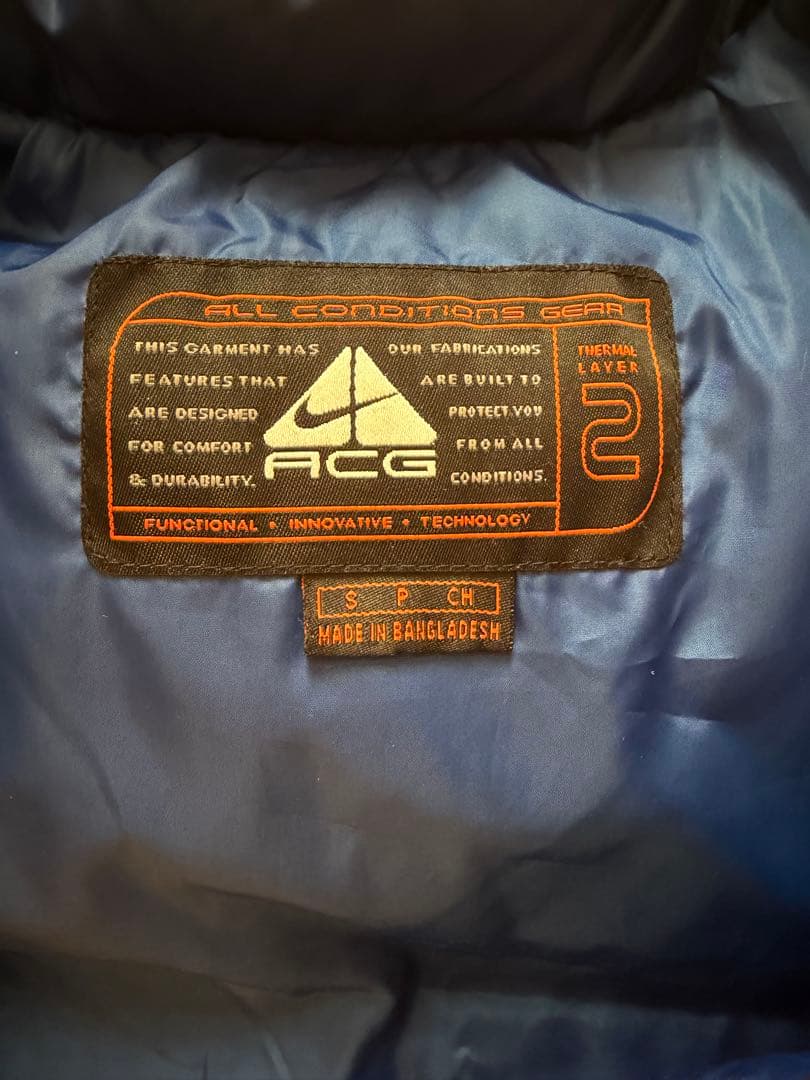 ALL CONDITIONS GEAR
THIS GARMENT HAS
FEATURES THAT
ARE DESIGNED
FOR COMFORT
& DURABILITY.
ACG
OUR FABRICATIONS
ARE BUILT TO
PROTECT YOU
FROM ALL
CONDITIONS.
THERMAL
LAYER
2
FUNCTIONAL • INNOVATIVE • TECHNOLOGY
S P CH
MADE IN BANGLADESH